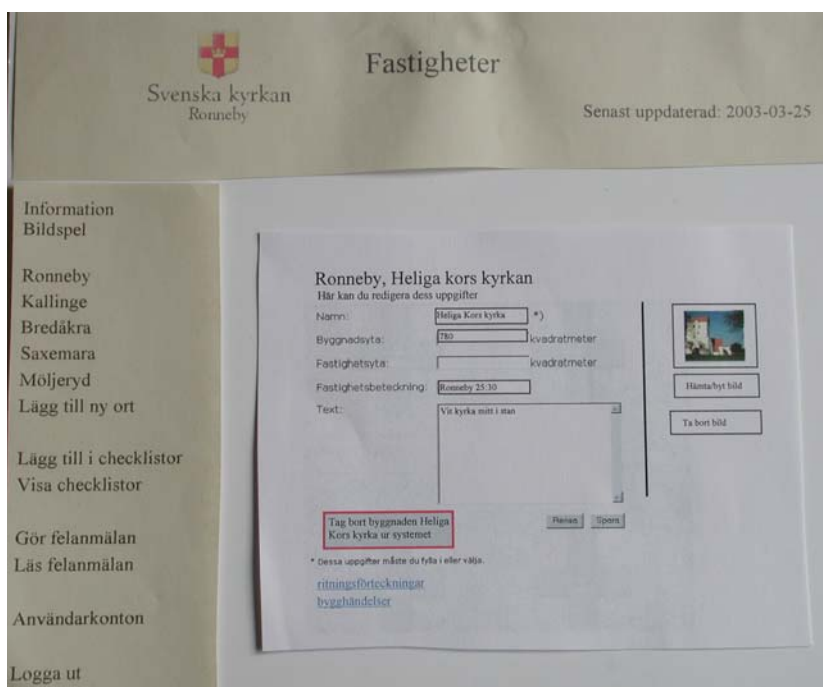 Svenska kyrkan
Ronneby
Fastigheter
Senast uppdaterad: 2003-03-25
Information
Bildspel
Ronneby
Kallinge
Bredåkra
Saxemara
Möljeryd
Lägg till ny ort
Lägg till i checklistor
Visa checklistor
Gör felanmälan
Läs felanmälan
Användarkonton
Logga ut
Ronneby, Heliga kors kyrkan
Här kan du redigera dess uppgifter
Namn: Heliga Kors kyrka *)
Byggnadsyta: 780 kvadratmeter
Fastighetsyta: kvadratmeter
Fastighetsbeteckning: Ronneby 25:30
Text: Vit kyrka mitt i stan
Hämta/byt bild
Ta bort bild
Tag bort byggnaden Heliga
Kors kyrka ur systemet
Rensa Spara
* Dessa uppgifter måste du fylla i eller välja.
ritningsförteckningar
bygghändelser